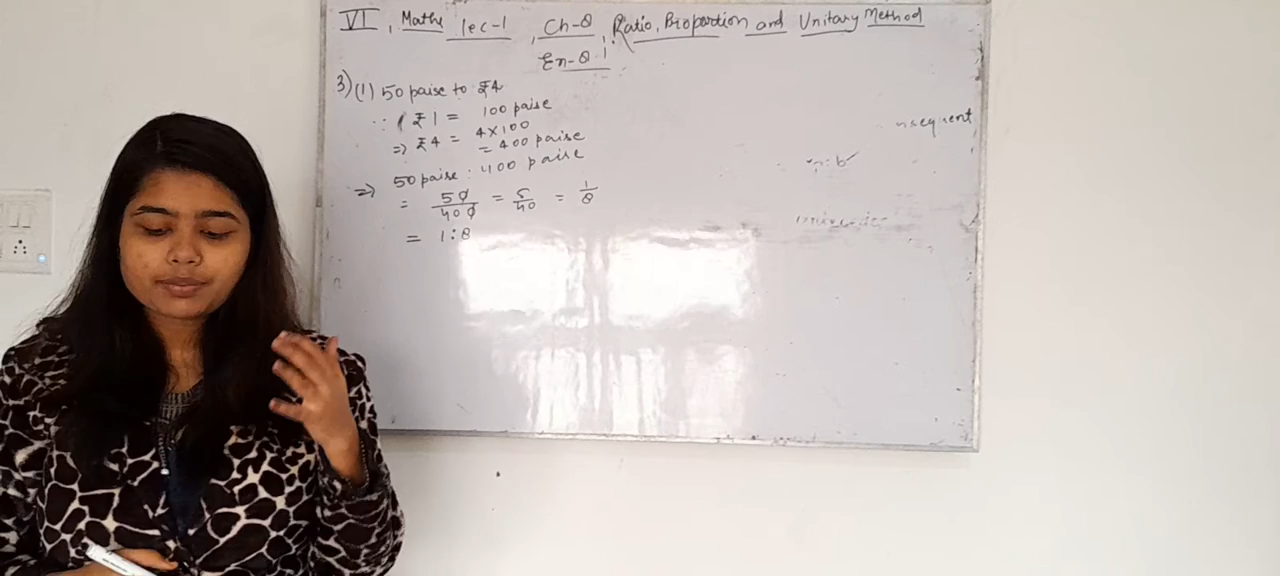 VI, Maths lec-1, Ch-8, Ratio, Proportion and Unitary Method
Ex-8.1
3)(1) 50 paise to ₹4
∵ (₹1 = 100 paise
⇒ ₹4 = 4×100
= 400 paise
⇒ 50 paise : 400 paise
= 50/400 = 5/40 = 1/8
= 1:8
nsequent
a:b